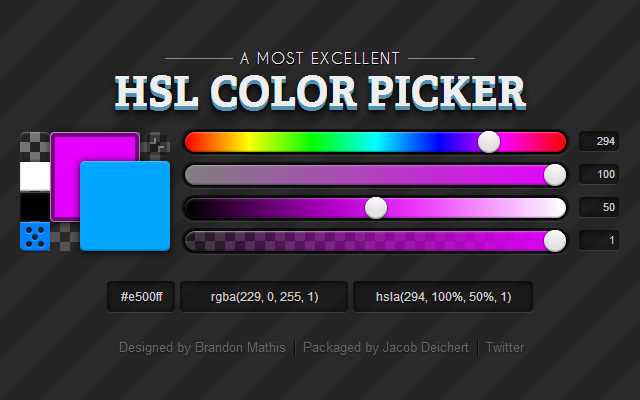 A MOST EXCELLENT
HSL COLOR PICKER
294
100
50
1
#e500ff rgba(229, 0, 255, 1) hsla(294, 100%, 50%, 1)
Designed by Brandon Mathis Packaged by Jacob Deichert Twitter